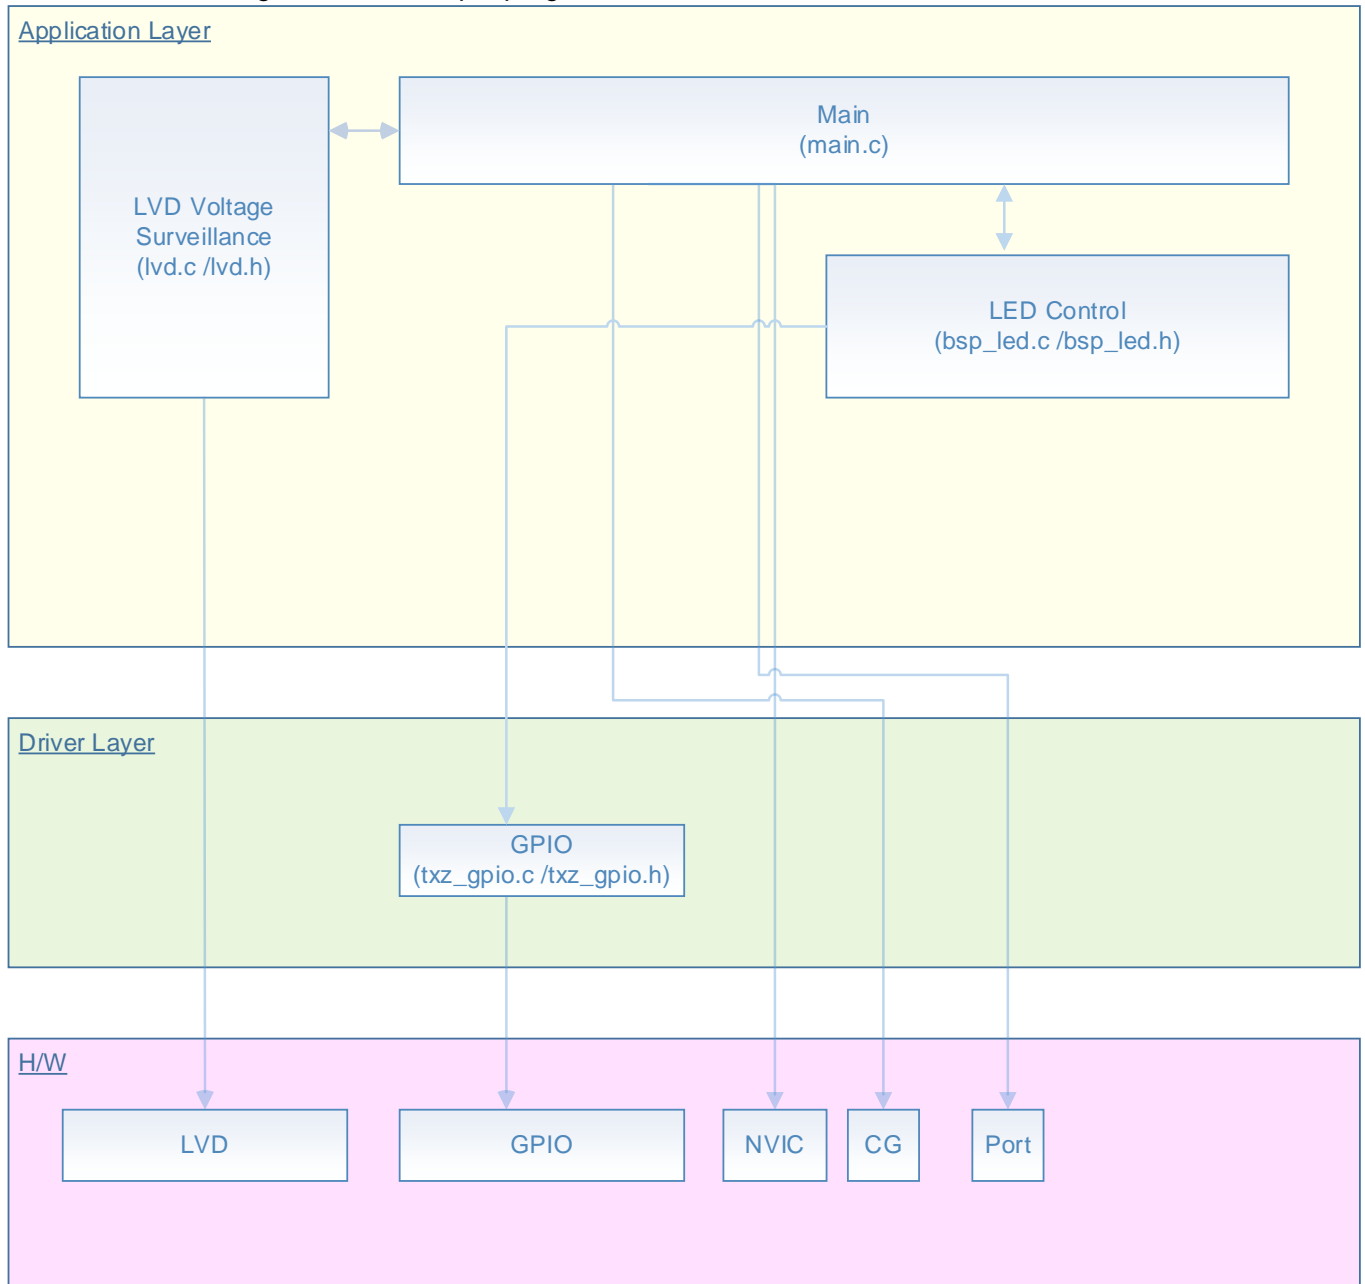 Application Layer
Main
(main.c)
LVD Voltage
Surveillance
(lvd.c /lvd.h)
LED Control
(bsp_led.c /bsp_led.h)
Driver Layer
GPIO
(txz_gpio.c /txz_gpio.h)
H/W
LVD
GPIO
NVIC
CG
Port